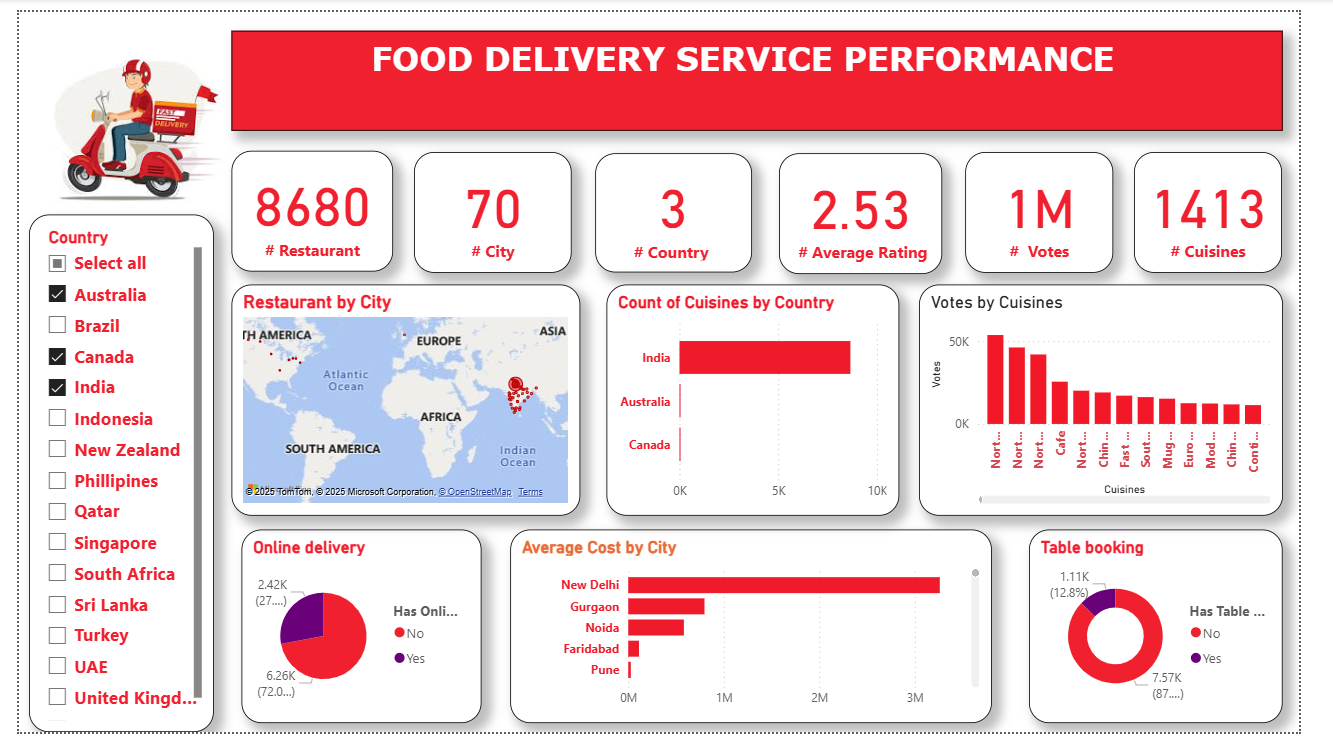 FOOD DELIVERY SERVICE PERFORMANCE
FAST
DELIVERY
8680
# Restaurant
70
# City
3
# Country
2.53
# Average Rating
1M
# Votes
1413
# Cuisines
Country
Select all
Australia
Brazil
Canada
India
Indonesia
New Zealand
Phillipines
Qatar
Singapore
South Africa
Sri Lanka
Turkey
UAE
United Kingd...
Restaurant by City
TH AMERICA
EUROPE
ASIA
Atlantic
Ocean
AFRICA
SOUTH AMERICA
Indian
Ocean
© 2025 TomTom, © 2025 Microsoft Corporation, © OpenStreetMap Terms
Count of Cuisines by Country
India
Australia
Canada
0K 5K 10K
Votes by Cuisines
Votes
50K
0K
Nort... Nort... Nort... Cafe Nort... Chin... Fast ... Sout... Mug... Euro... Mod... Chin... Conti...
Cuisines
Online delivery
2.42K
(27....)
6.26K
(72.0...)
Has Onli...
No
Yes
Average Cost by City
New Delhi
Gurgaon
Noida
Faridabad
Pune
0M 1M 2M 3M
Table booking
1.11K
(12.8%)
7.57K
(87....)
Has Table ...
No
Yes